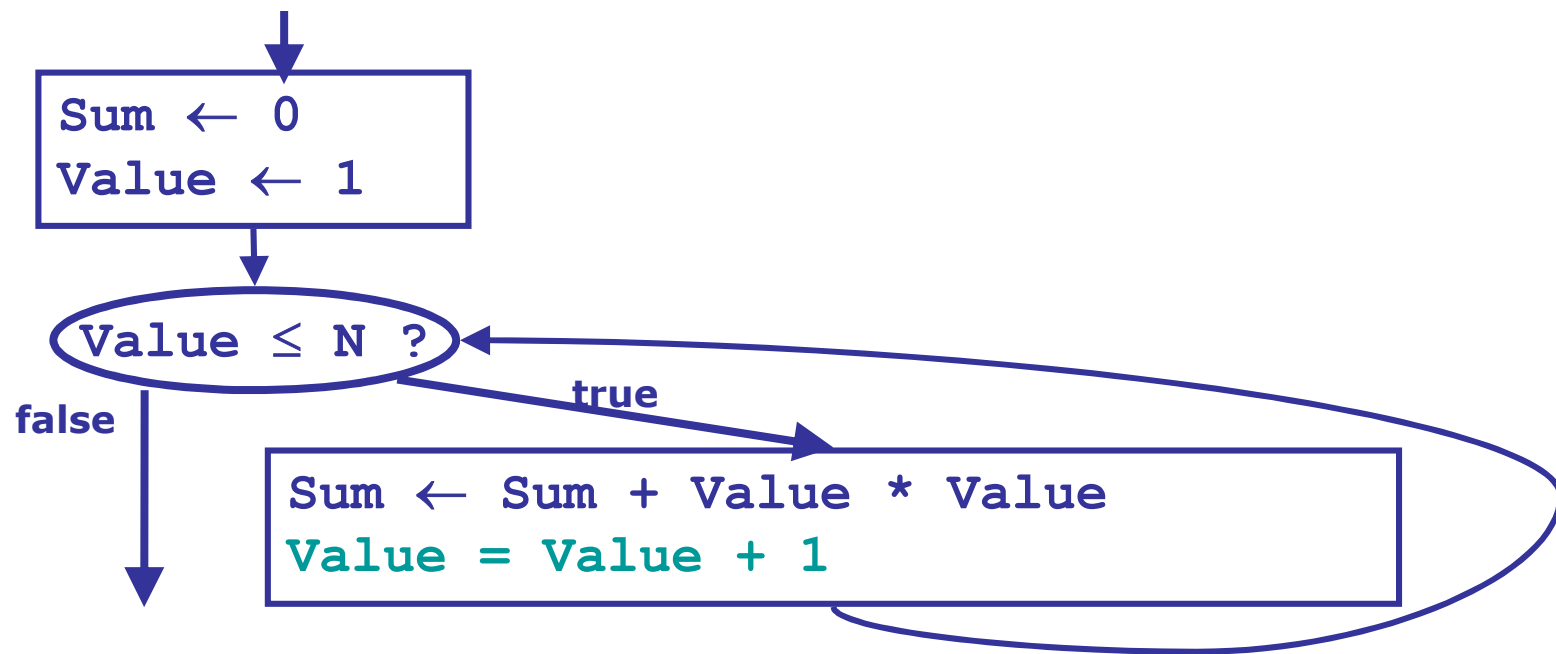 Sum ← 0
Value ← 1
Value ≤ N ?
true
false
Sum ← Sum + Value * Value
Value = Value + 1